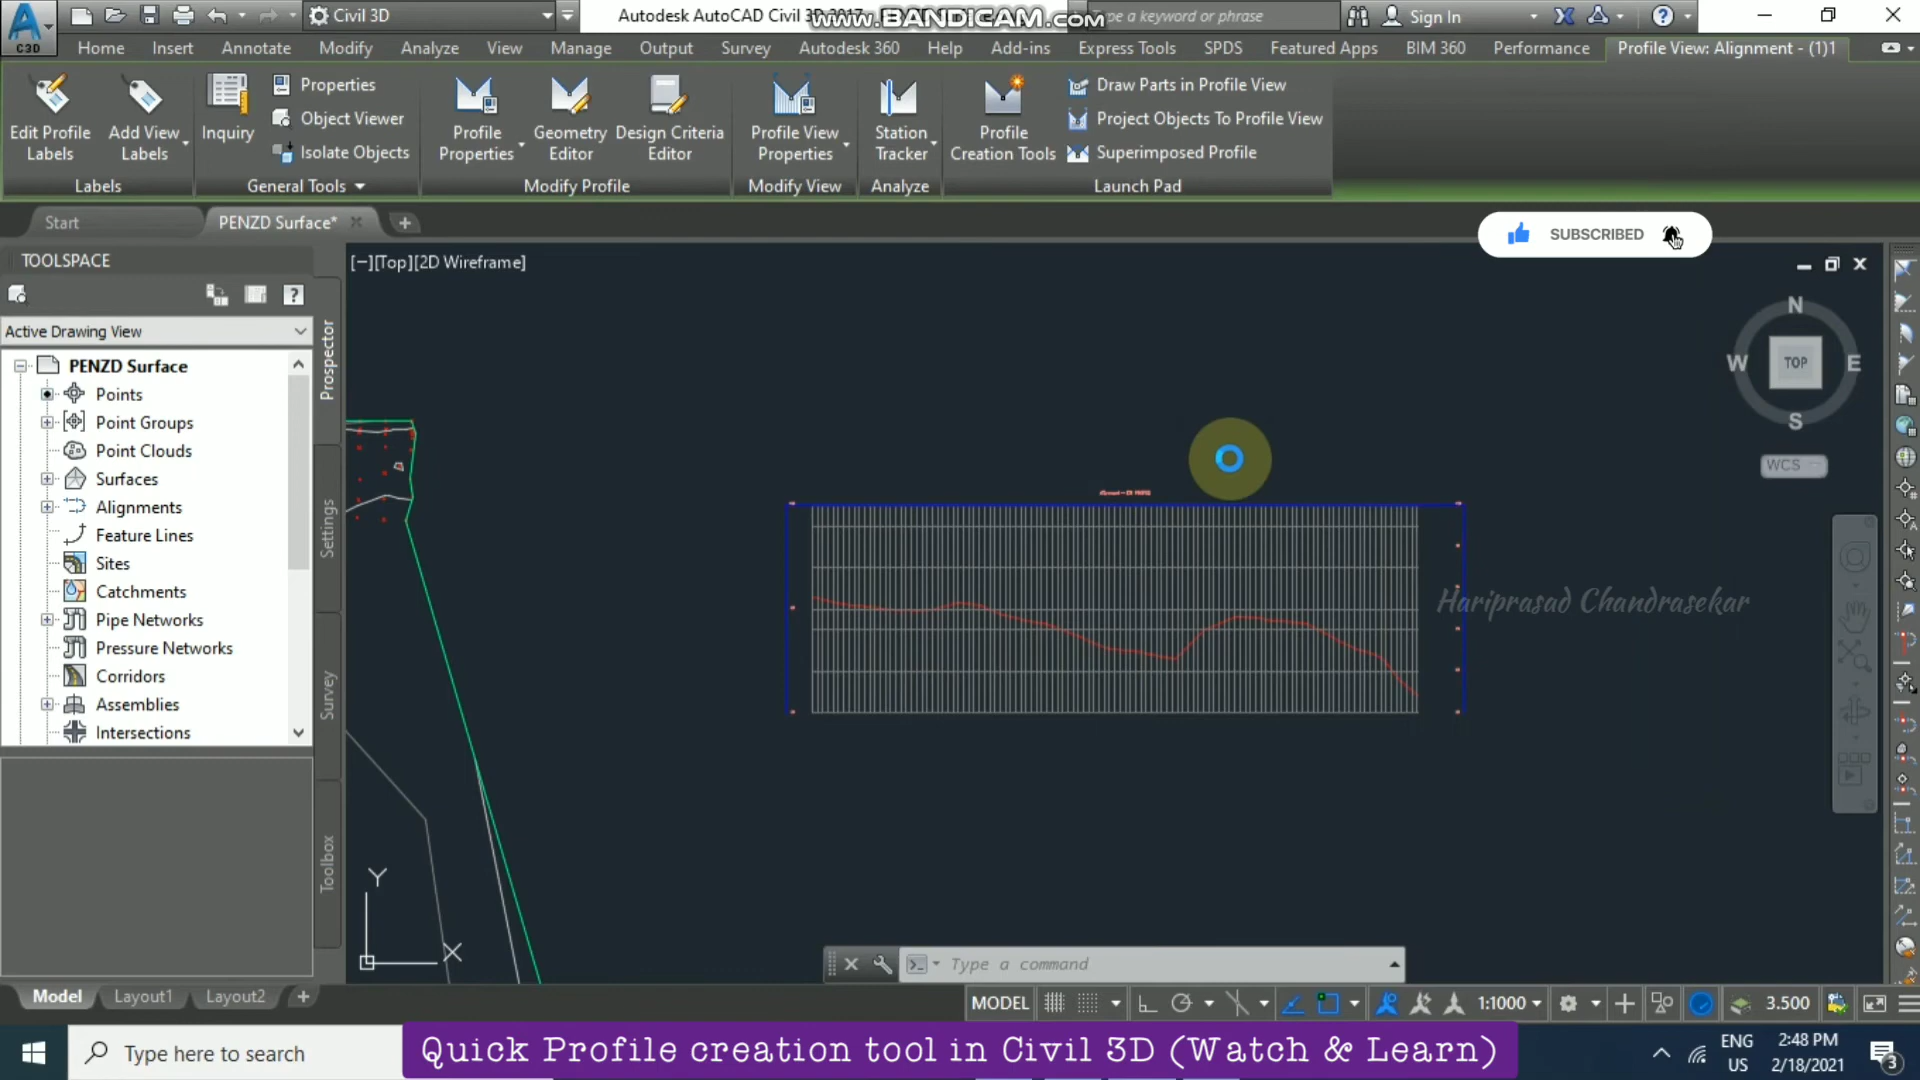 Civil 3D
Autodesk AutoCAD Civil 3D 2017
www.BANDICAM.com
Type a keyword or phrase
Sign In
C3D
Home Insert Annotate Modify Analyze View Manage Output Survey Autodesk 360 Help Add-ins Express Tools SPDS Featured Apps BIM 360 Performance Profile View: Alignment - (1)1
Edit Profile Labels
Add View Labels
Labels
Inquiry
Properties
Object Viewer
Isolate Objects
General Tools
Profile Properties
Geometry Editor
Design Criteria Editor
Modify Profile
Profile View Properties
Modify View
Station Tracker
Analyze
Profile Creation Tools
Draw Parts in Profile View
Project Objects To Profile View
Superimposed Profile
Launch Pad
Start
PENZD Surface*
SUBSCRIBED
TOOLSPACE
[−][Top][2D Wireframe]
Active Drawing View
PENZD Surface
Points
Point Groups
Point Clouds
Surfaces
Alignments
Feature Lines
Sites
Catchments
Pipe Networks
Pressure Networks
Corridors
Assemblies
Intersections
Prospector
Settings
Survey
Toolbox
N
W
TOP
E
S
WCS
Hariprasad Chandrasekar
Y
X
Type a command
Model Layout1 Layout2
MODEL
1:1000
3.500
Type here to search
Quick Profile creation tool in Civil 3D (Watch & Learn)
ENG
US
2:48 PM
2/18/2021
3